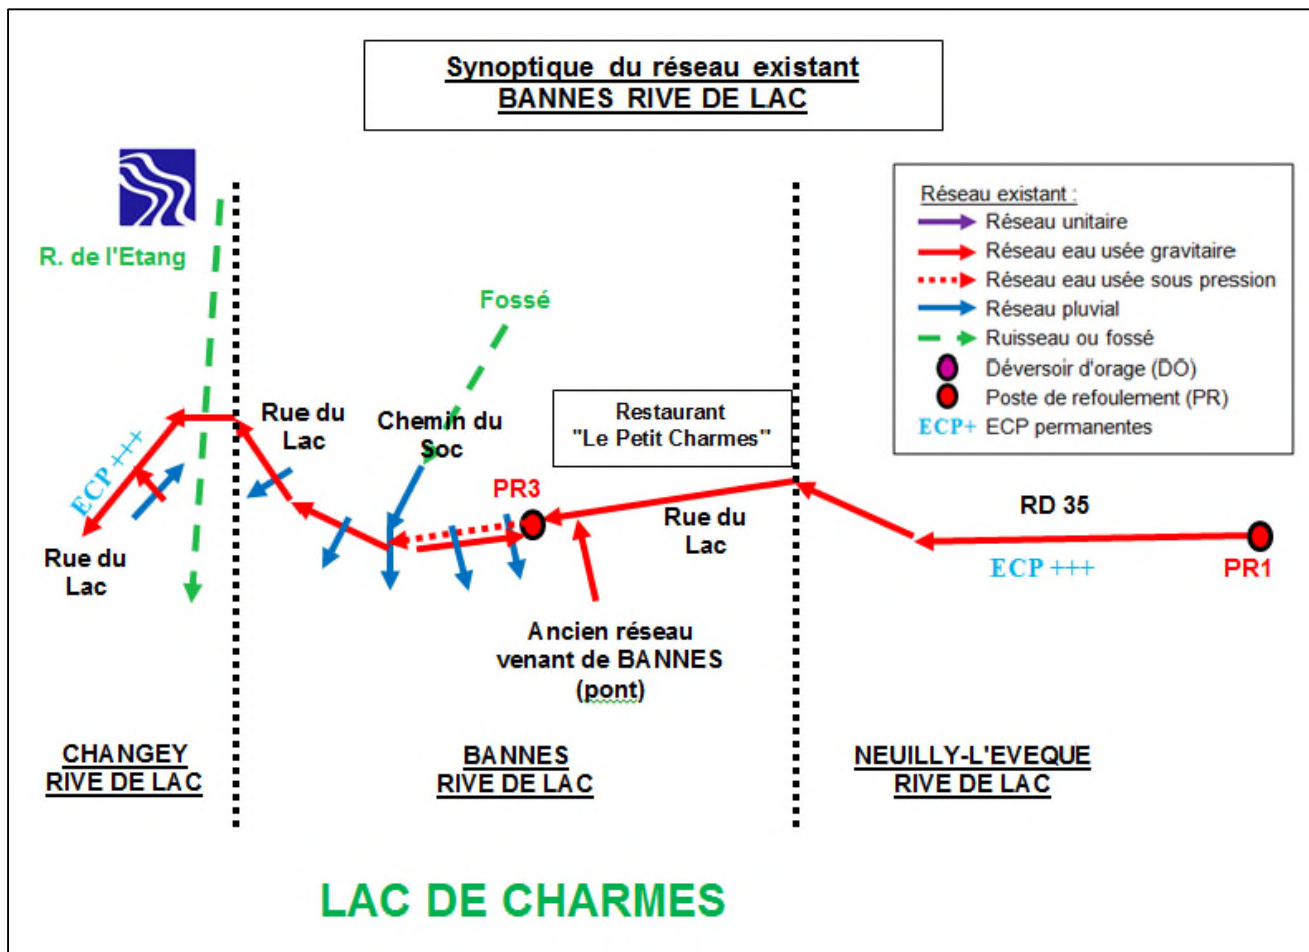 Synoptique du réseau existant
BANNES RIVE DE LAC
R. de l'Etang
Réseau existant :
Réseau unitaire
Réseau eau usée gravitaire
Réseau eau usée sous pression
Réseau pluvial
Ruisseau ou fossé
Déversoir d'orage (DO)
Poste de refoulement (PR)
ECP+ ECP permanentes
Fossé
Rue du
Lac
Chemin du
Soc
Restaurant
"Le Petit Charmes"
ECP +++
PR3
Rue du
Lac
RD 35
ECP +++
PR1
Rue du
Lac
Ancien réseau
venant de BANNES
(pont)
CHANGEY
RIVE DE LAC
BANNES
RIVE DE LAC
NEUILLY-L'EVEQUE
RIVE DE LAC
LAC DE CHARMES